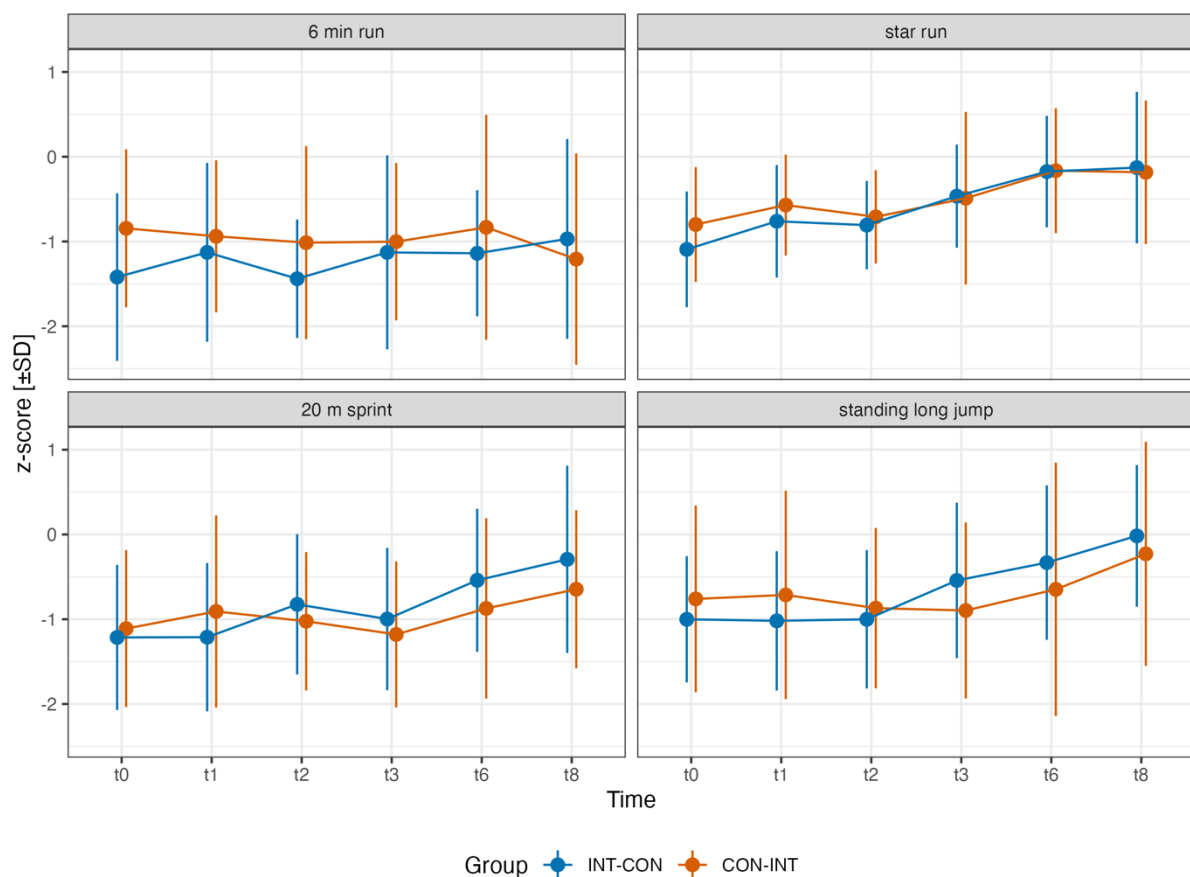 6 min run
star run
1
0
-1
-2
20 m sprint
standing long jump
1
0
-1
-2
z-score [±SD]
t0 t1 t2 t3 t6 t8
t0 t1 t2 t3 t6 t8
Time
Group INT-CON CON-INT